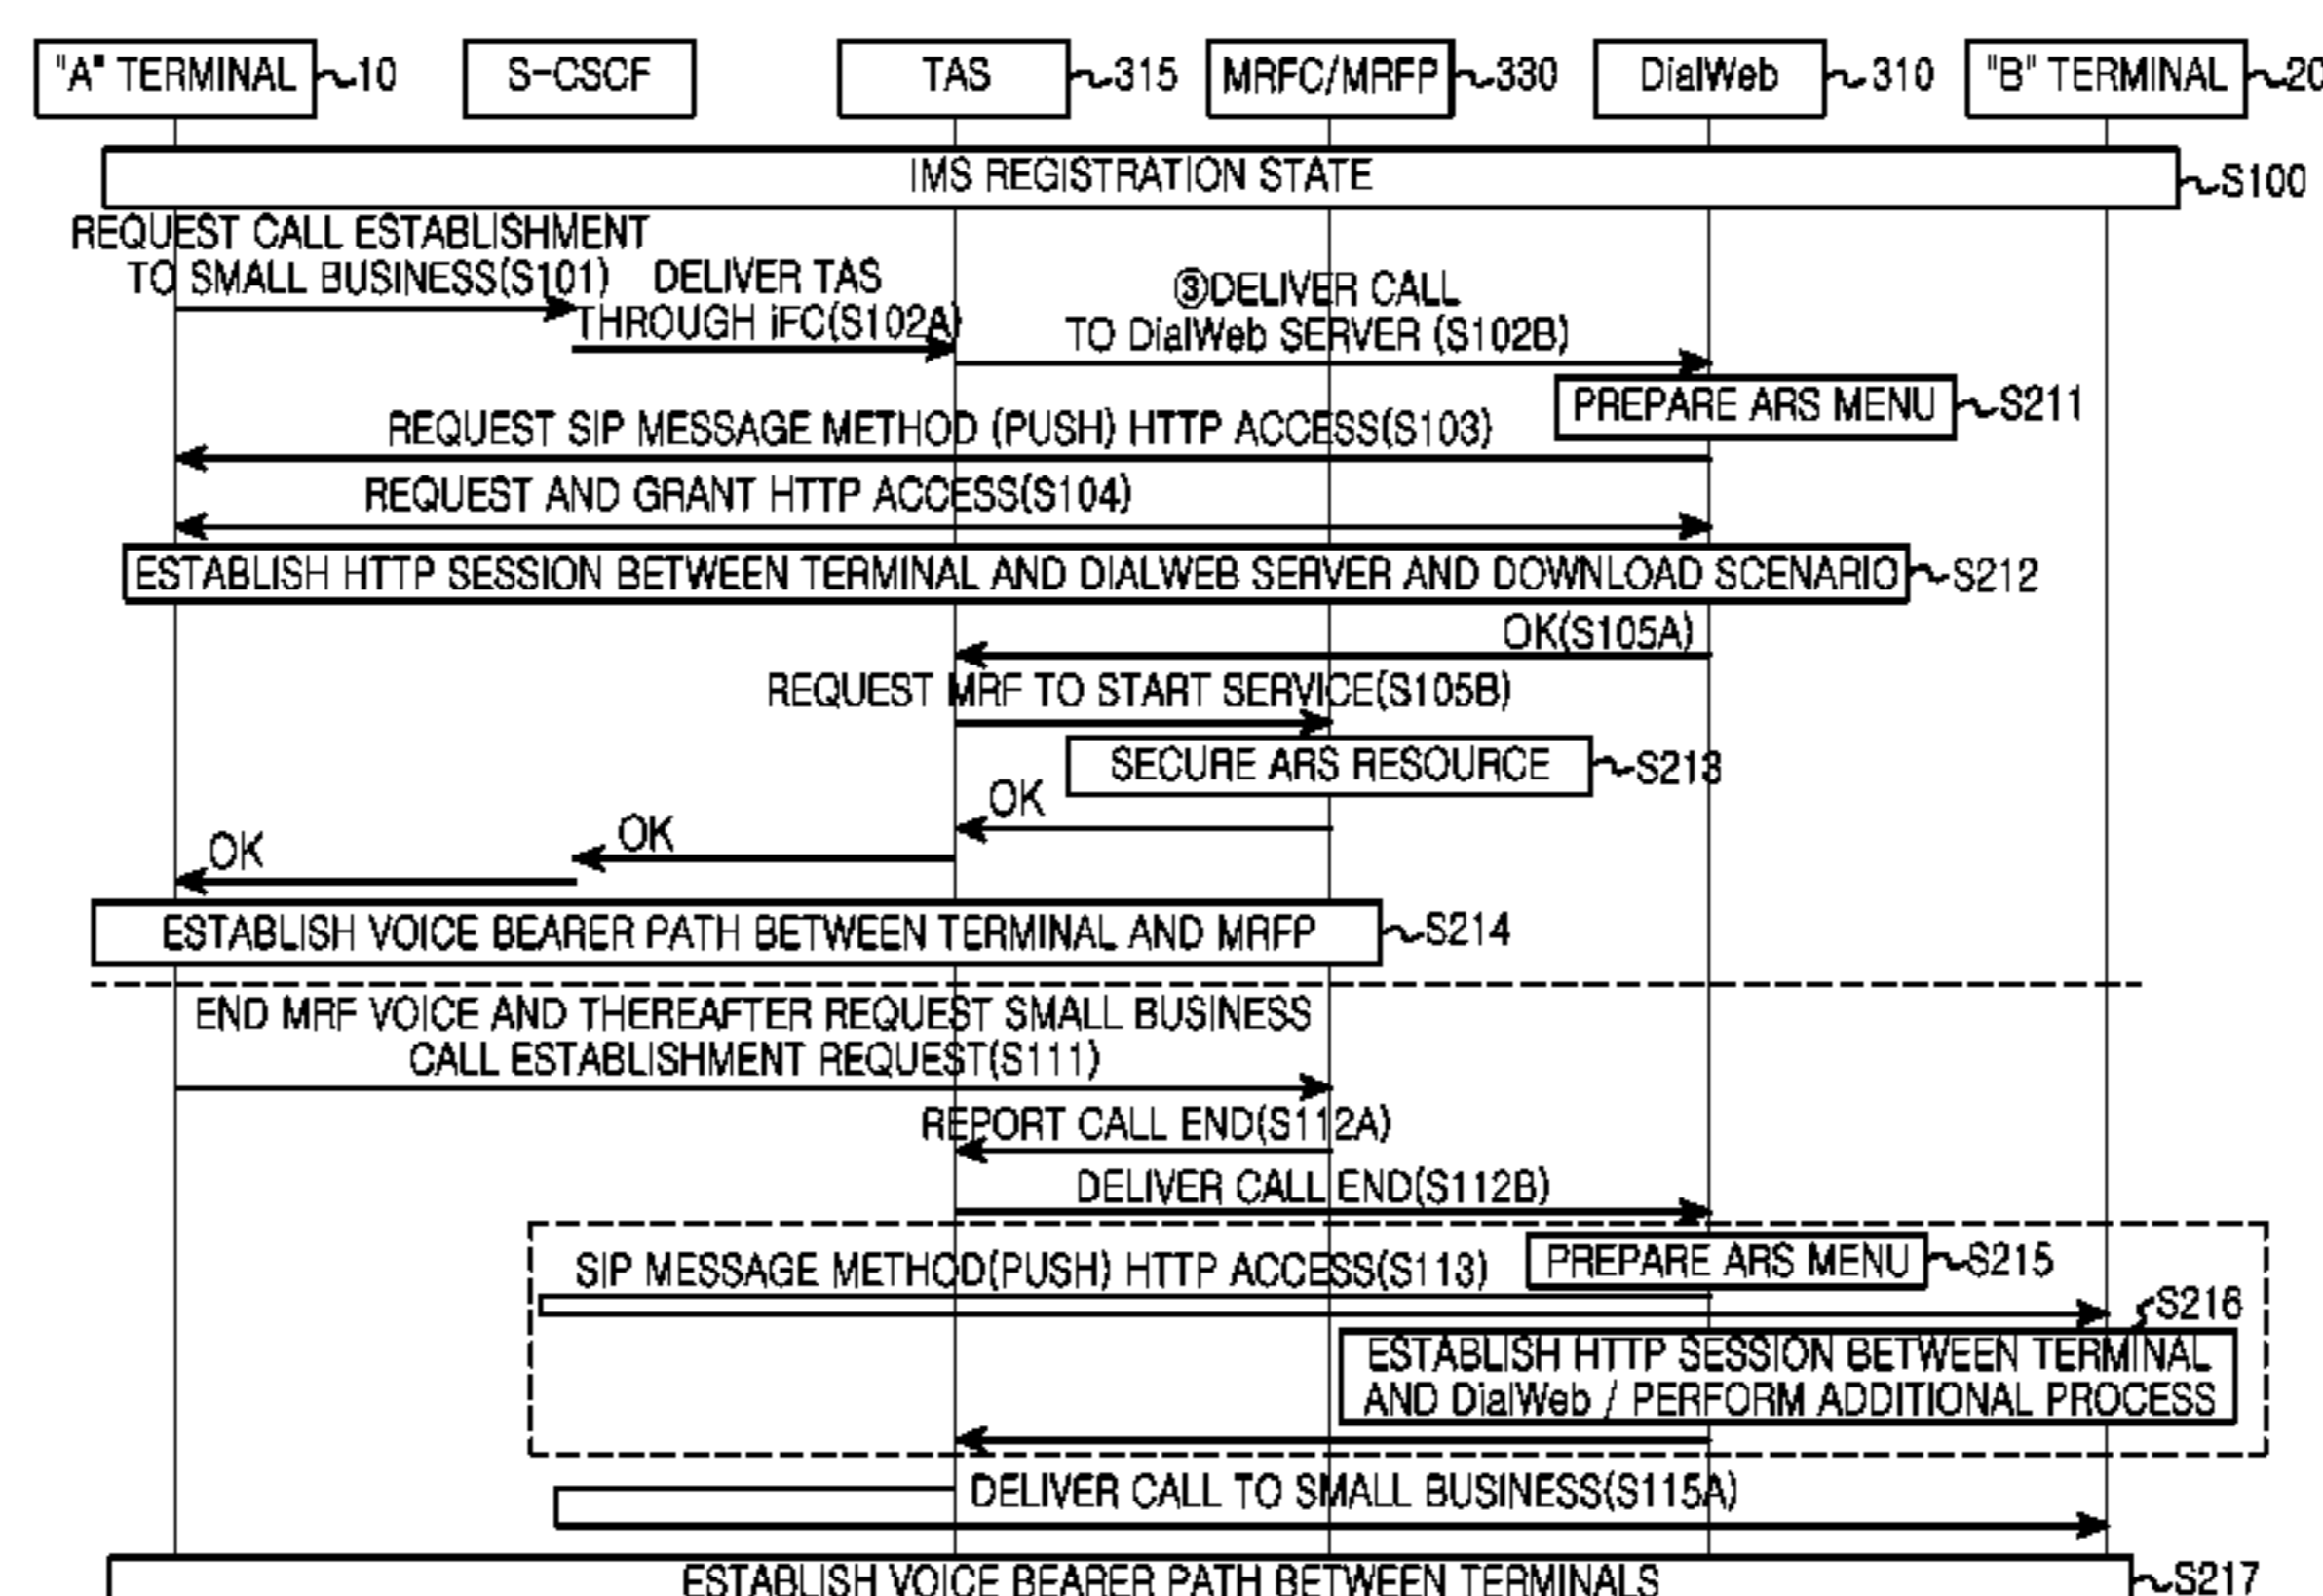 "A" TERMINAL 10 S-CSCF TAS 315 MRFC/MRFP 330 DialWeb 310 "B" TERMINAL 20
IMS REGISTRATION STATE S100
REQUEST CALL ESTABLISHMENT
TO SMALL BUSINESS(S101)
DELIVER TAS
THROUGH iFC(S102A)
③DELIVER CALL
TO DialWeb SERVER (S102B)
PREPARE ARS MENU S211
REQUEST SIP MESSAGE METHOD (PUSH) HTTP ACCESS(S103)
REQUEST AND GRANT HTTP ACCESS(S104)
ESTABLISH HTTP SESSION BETWEEN TERMINAL AND DIALWEB SERVER AND DOWNLOAD SCENARIO S212
OK(S105A)
REQUEST MRF TO START SERVICE(S105B)
SECURE ARS RESOURCE S213
OK
OK
OK
ESTABLISH VOICE BEARER PATH BETWEEN TERMINAL AND MRFP S214
END MRF VOICE AND THEREAFTER REQUEST SMALL BUSINESS
CALL ESTABLISHMENT REQUEST(S111)
REPORT CALL END(S112A)
DELIVER CALL END(S112B)
PREPARE ARS MENU S215
SIP MESSAGE METHOD(PUSH) HTTP ACCESS(S113)
S216
ESTABLISH HTTP SESSION BETWEEN TERMINAL
AND DialWeb / PERFORM ADDITIONAL PROCESS
DELIVER CALL TO SMALL BUSINESS(S115A)
ESTABLISH VOICE BEARER PATH BETWEEN TERMINALS S217